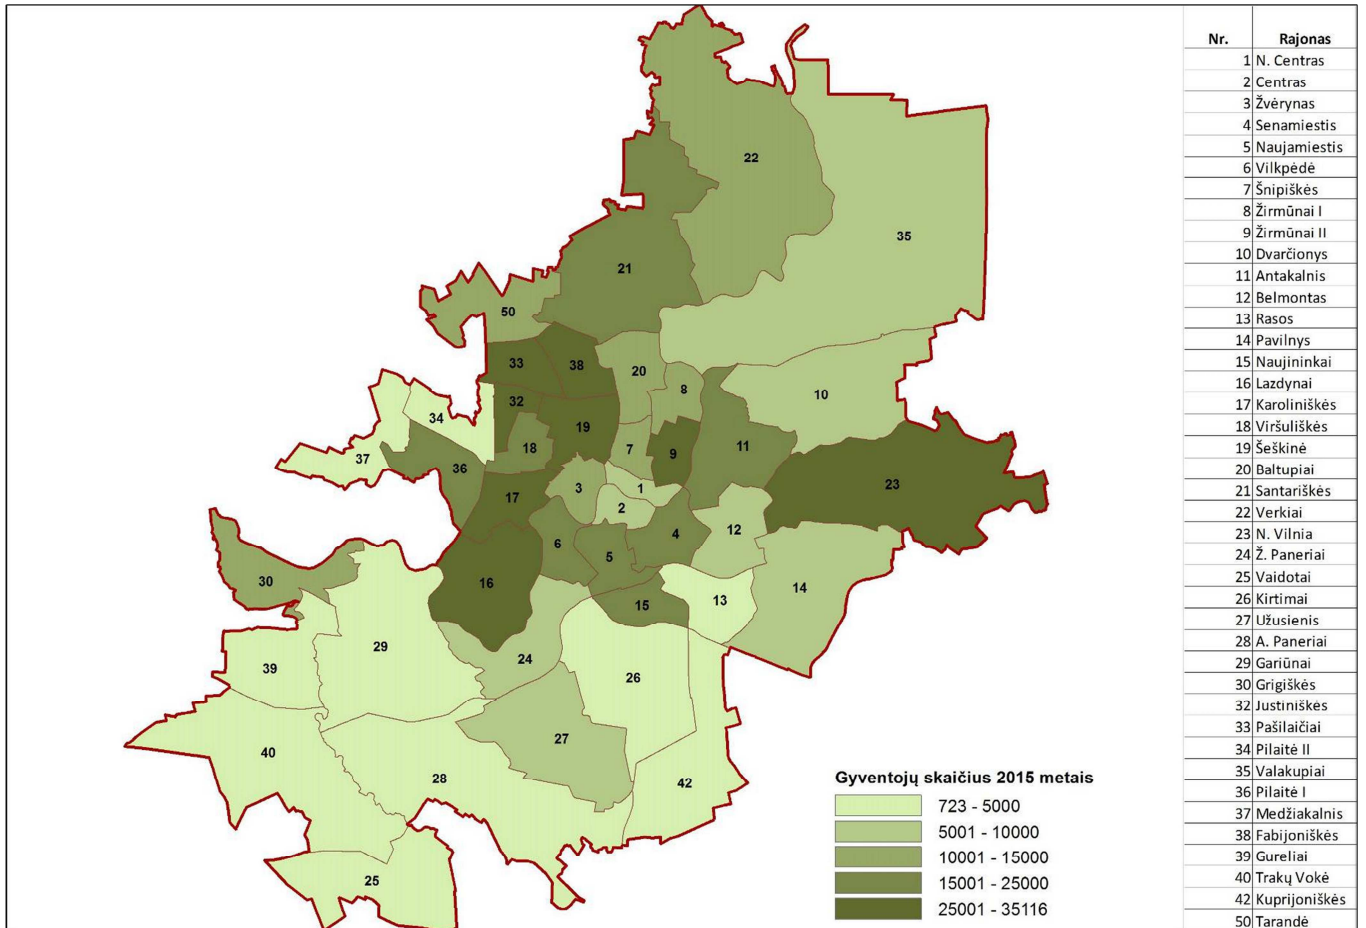 Nr. Rajonas
1 N. Centras
2 Centras
3 Žvėrynas
4 Senamiestis
5 Naujamiestis
6 Vilkpėdė
7 Šnipiškės
8 Žirmūnai I
9 Žirmūnai II
10 Dvarčionys
11 Antakalnis
12 Belmontas
13 Rasos
14 Pavilnys
15 Naujininkai
16 Lazdynai
17 Karoliniškės
18 Viršuliškės
19 Šeškinė
20 Baltupiai
21 Santariškės
22 Verkiai
23 N. Vilnia
24 Ž. Paneriai
25 Vaidotai
26 Kirtimai
27 Užusienis
28 A. Paneriai
29 Gariūnai
30 Grigiškės
32 Justiniškės
33 Pašilaičiai
34 Pilaitė II
35 Valakupiai
36 Pilaitė I
37 Medžiakalnis
38 Fabijoniškės
39 Gureliai
40 Trakų Vokė
42 Kuprijoniškės
50 Tarandė
22
35
21
50
33
38
20
8
10
34
32
19
18
7
9
11
37
36
17
3
1
2
23
6
5
4
12
30
16
15
13
14
29
24
39
26
27
40
28
42
25
Gyventojų skaičius 2015 metais
723 - 5000
5001 - 10000
10001 - 15000
15001 - 25000
25001 - 35116